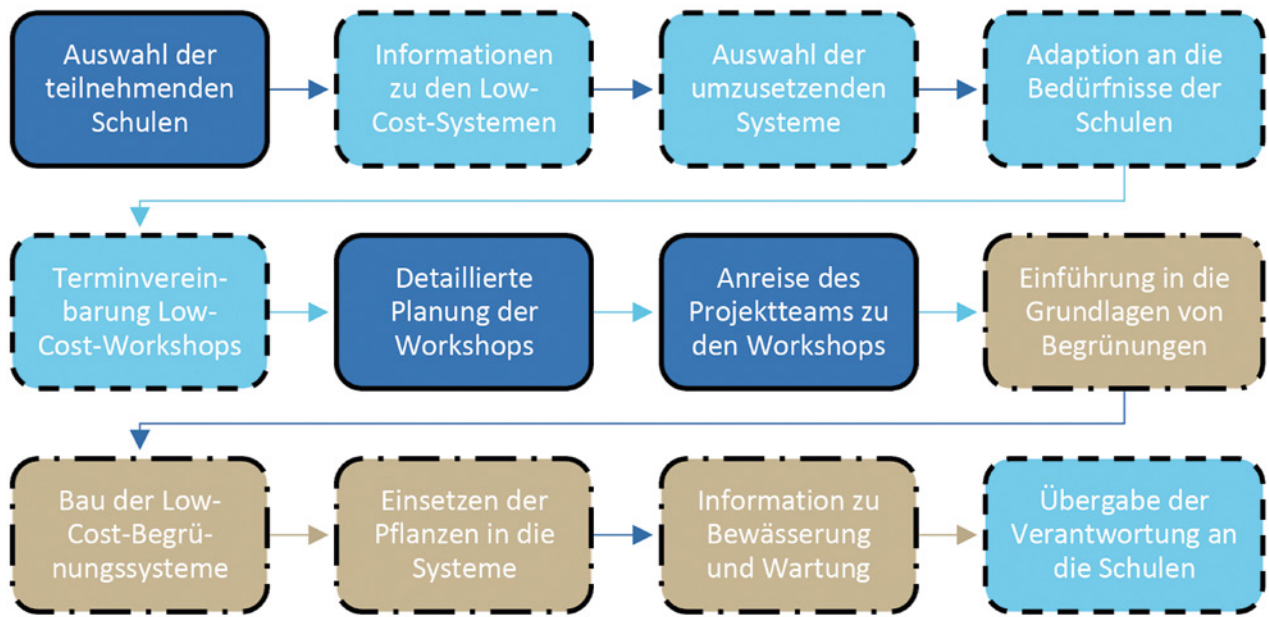 Auswahl der
teilnehmenden
Schulen
Informationen
zu den Low-
Cost-Systemen
Auswahl der
umzusetzenden
Systeme
Adaption an die
Bedürfnisse der
Schulen
Terminverein-
barung Low-
Cost-Workshops
Detaillierte
Planung der
Workshops
Anreise des
Projektteams zu
den Workshops
Einführung in die
Grundlagen von
Begrünungen
Bau der Low-
Cost-Begrü-
nungssysteme
Einsetzen der
Pflanzen in die
Systeme
Information zu
Bewässerung
und Wartung
Übergabe der
Verantwortung an
die Schulen